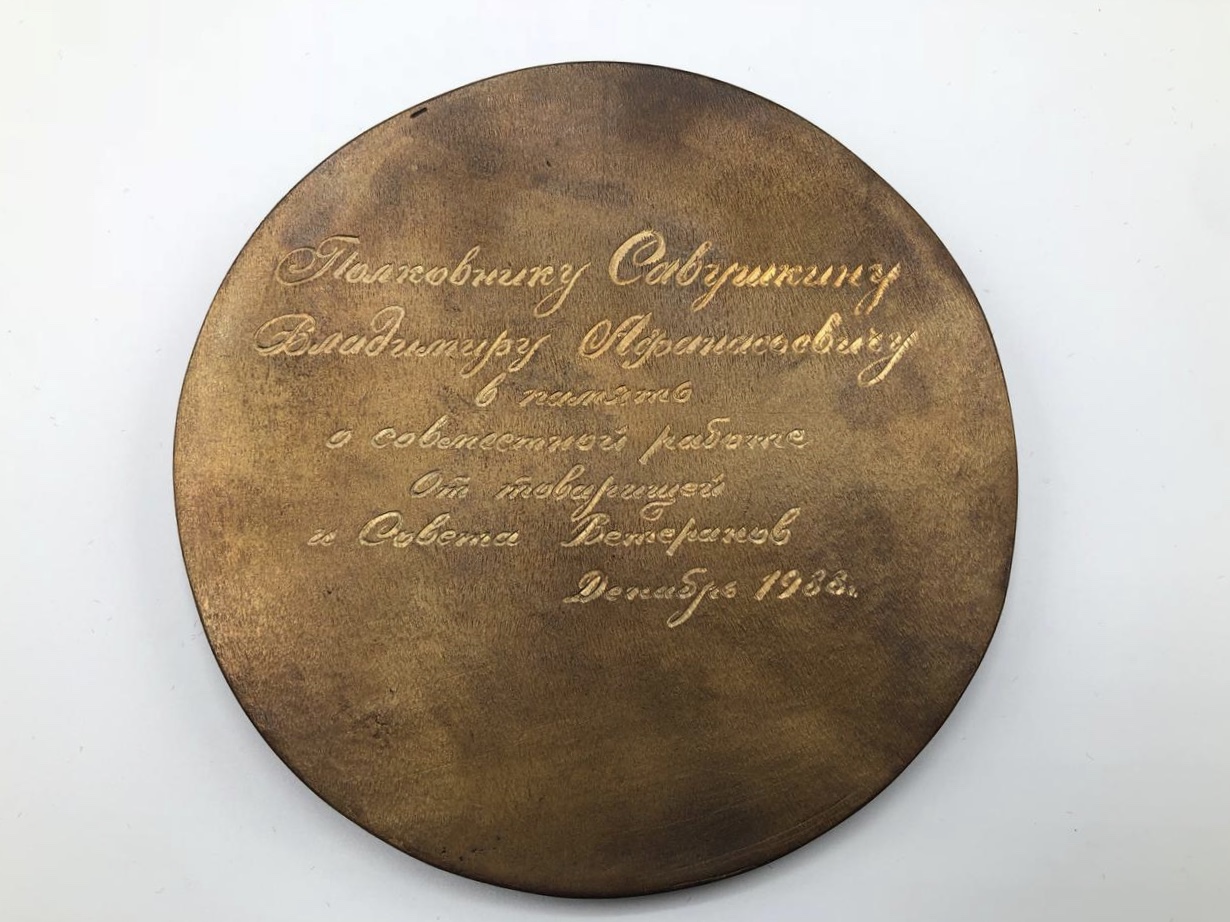 Полковнику Савушкину
Владимиру Афанасьевичу
в память
о совместной работе
От товарищей
и Совета Ветеранов
Декабрь 1988г.